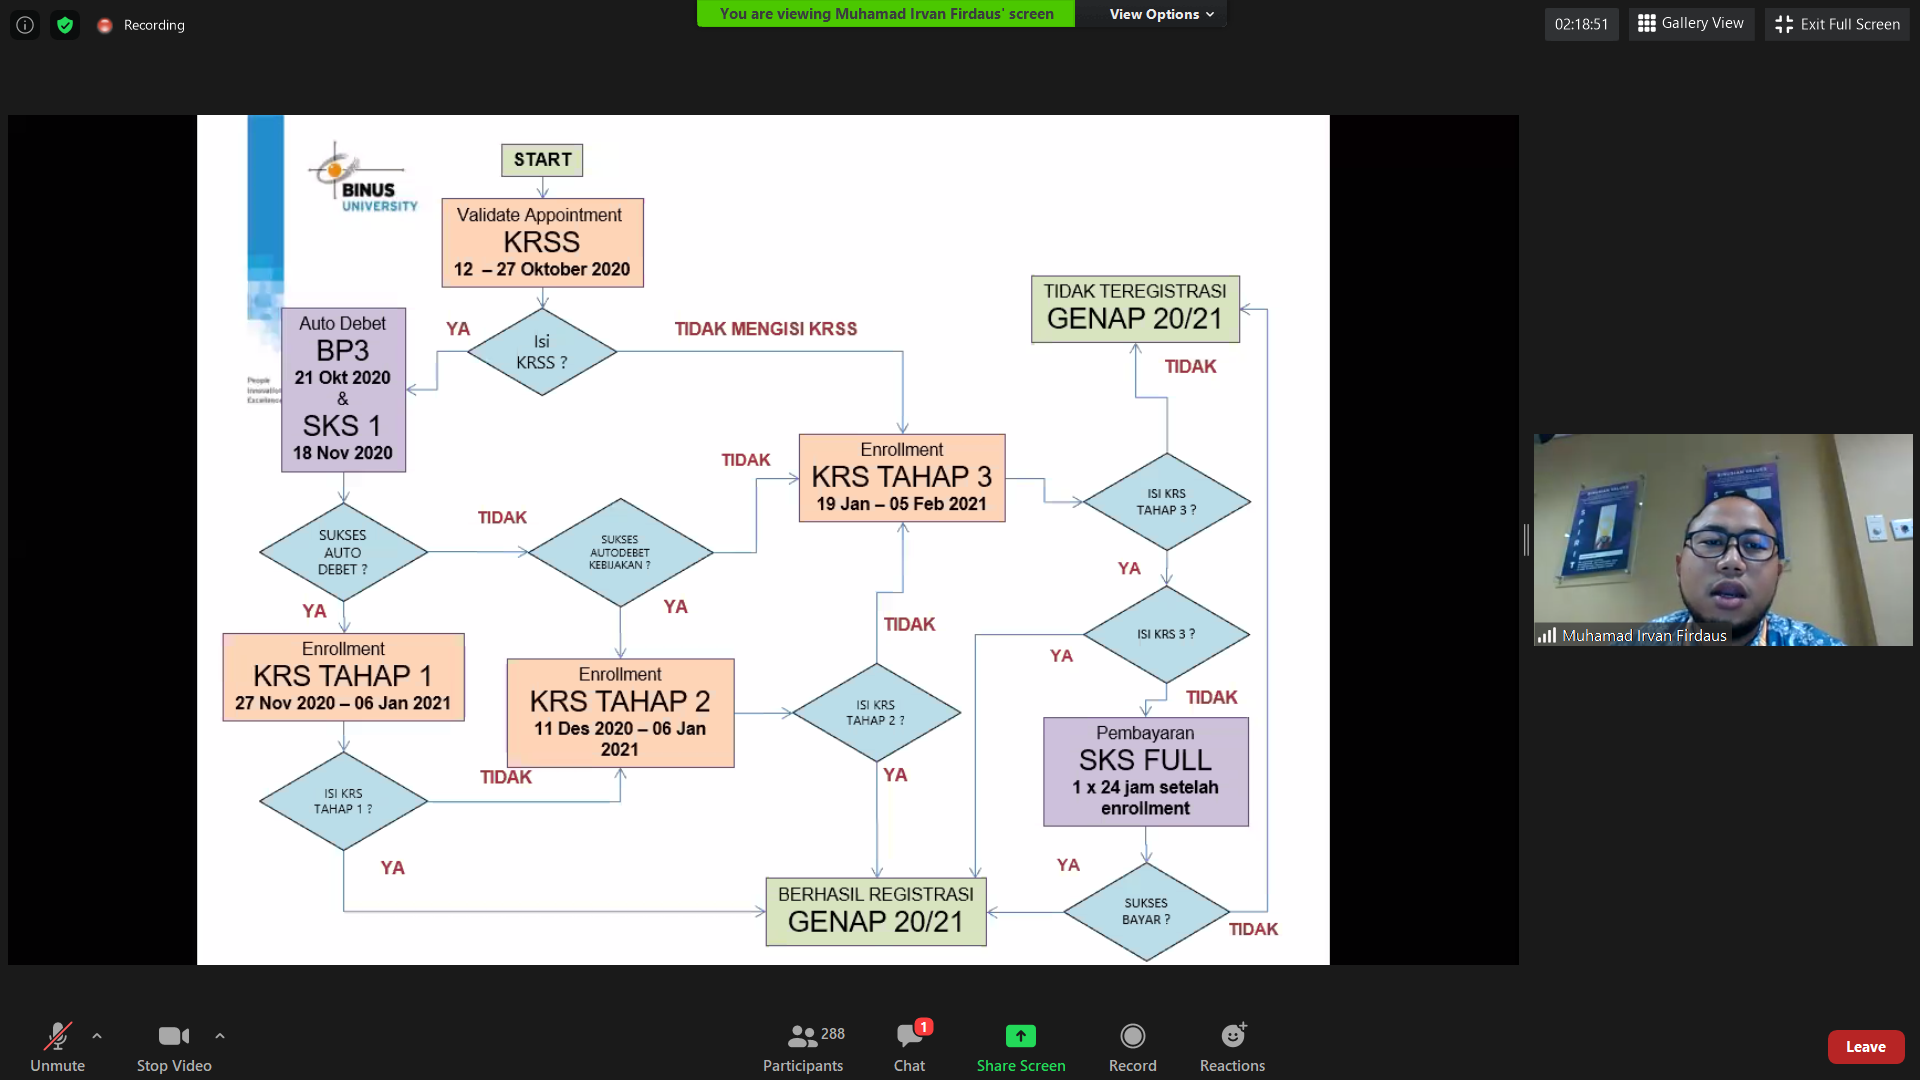 Recording
You are viewing Muhamad Irvan Firdaus' screen
View Options
02:18:51
Gallery View
Exit Full Screen
BINUS
UNIVERSITY
People
Innovation
Excellence
START
Validate Appointment
KRSS
12 – 27 Oktober 2020
Isi
KRSS ?
YA
TIDAK MENGISI KRSS
Auto Debet
BP3
21 Okt 2020
&
SKS 1
18 Nov 2020
SUKSES
AUTO
DEBET ?
TIDAK
YA
SUKSES
AUTODEBET
KEBIJAKAN ?
TIDAK
YA
Enrollment
KRS TAHAP 1
27 Nov 2020 – 06 Jan 2021
ISI KRS
TAHAP 1 ?
TIDAK
YA
Enrollment
KRS TAHAP 2
11 Des 2020 – 06 Jan
2021
ISI KRS
TAHAP 2 ?
TIDAK
YA
Enrollment
KRS TAHAP 3
19 Jan – 05 Feb 2021
ISI KRS
TAHAP 3 ?
TIDAK
YA
TIDAK TEREGISTRASI
GENAP 20/21
ISI KRS 3 ?
YA
TIDAK
Pembayaran
SKS FULL
1 x 24 jam setelah
enrollment
SUKSES
BAYAR ?
YA
TIDAK
BERHASIL REGISTRASI
GENAP 20/21
BINUSIAN VALUES
BINUSIAN VALUES
S
P
I
R
I
T
S
Muhamad Irvan Firdaus
Unmute
Stop Video
288
Participants
1
Chat
Share Screen
Record
Reactions
Leave